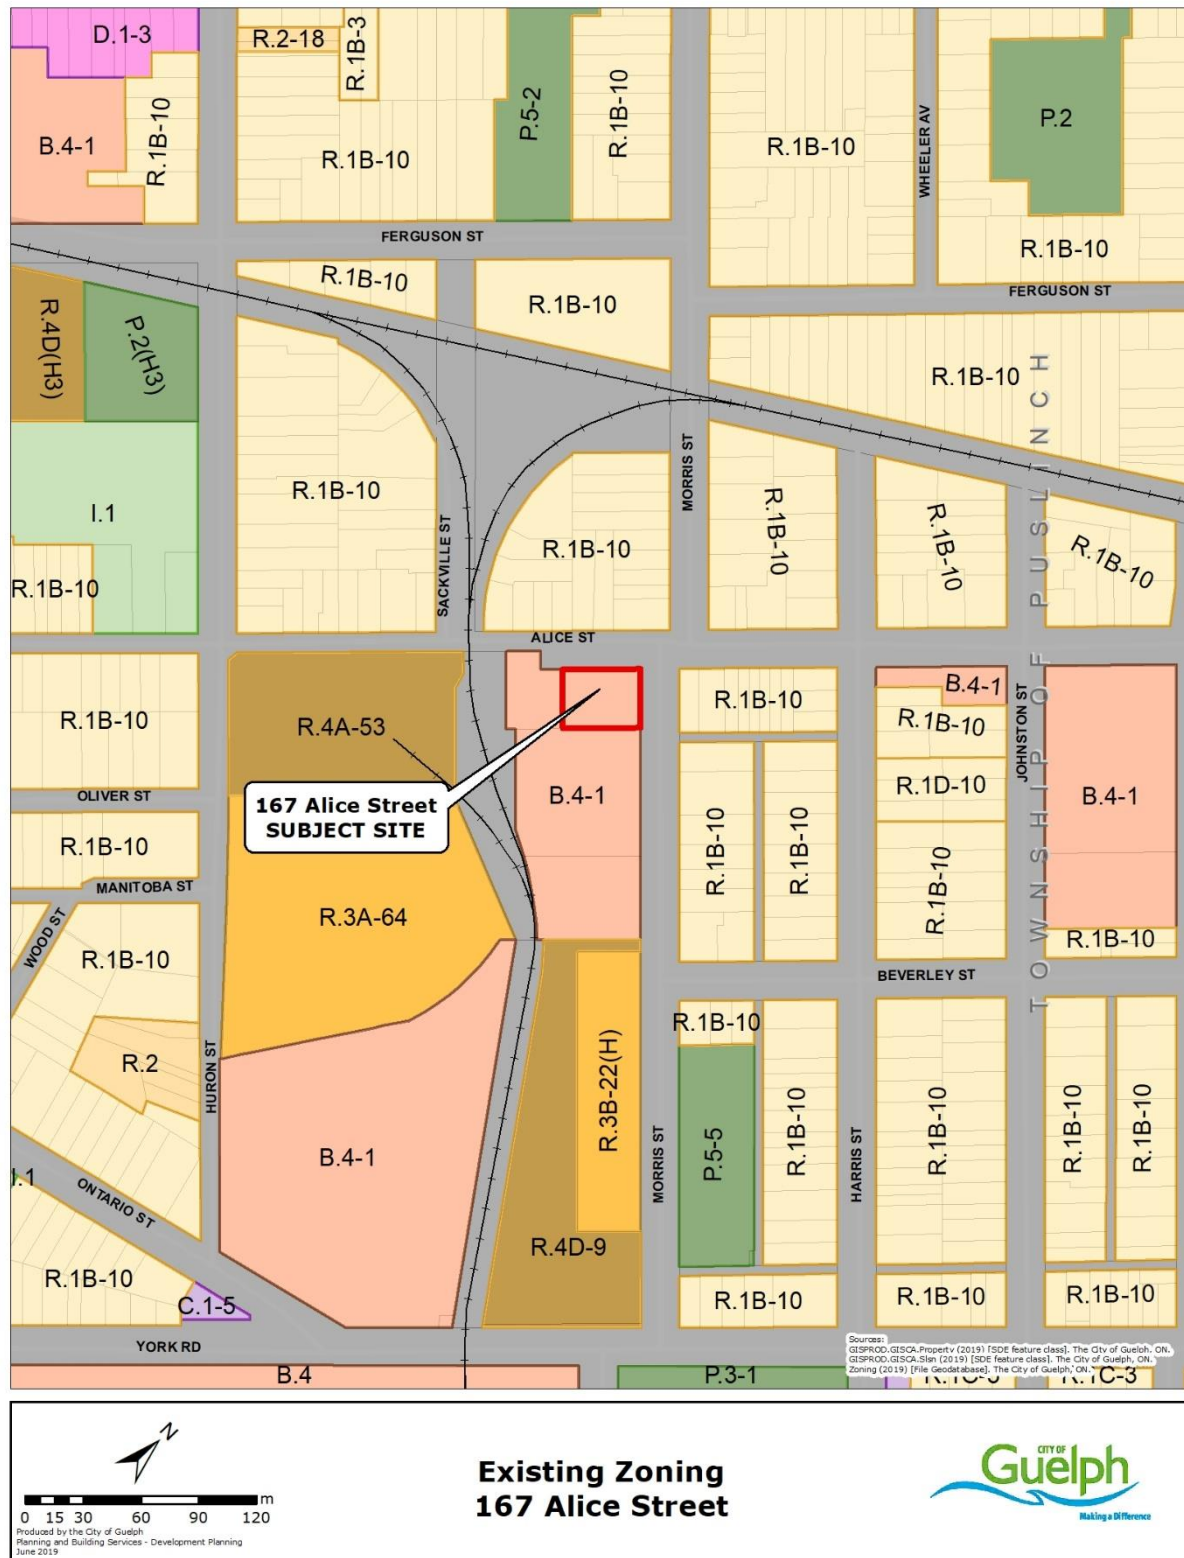 D.1-3
R.2-18
R.1B-3
B.4-1
R.1B-10
R.1B-10
P.5-2
R.1B-10
R.1B-10
WHEELER AV
P.2
R.1B-10
FERGUSON ST
FERGUSON ST
R.1B-10
R.1B-10
R.4D(H3)
P.2(H3)
R.1B-10
I.1
R.1B-10
R.1B-10
SACKVILLE ST
R.1B-10
MORRIS ST
R.1B-10
R.1B-10
R.1B-10
TOWNSHIP OF PUSLINCH
ALICE ST
R.1B-10
R.4A-53
R.1B-10
B.4-1
R.1B-10
JOHNSTON ST
OLIVER ST
167 Alice Street
SUBJECT SITE
B.4-1
R.1D-10
B.4-1
R.1B-10
R.1B-10
R.1B-10
R.1B-10
MANITOBA ST
WOOD ST
R.3A-64
R.1B-10
R.1B-10
BEVERLEY ST
R.1B-10
R.2
HURON ST
R.3B-22(H)
R.1B-10
R.1B-10
R.1B-10
R.1B-10
B.4-1
P.5-5
MORRIS ST
HARRIS ST
ONTARIO ST
R.4D-9
R.1B-10
C.1-5
R.1B-10
R.1B-10
R.1B-10
YORK RD
B.4
P.3-1
R.1C-3
Sources:
GISPROD.GISCA.Property (2019) [SDE feature class]. The City of Guelph, ON.
GISPROD.GISCA.Slsn (2019) [SDE feature class]. The City of Guelph, ON.
Zoning (2019) [File Geodatabase]. The City of Guelph, ON.
N
0 15 30 60 90 120 m
Produced by the City of Guelph
Planning and Building Services - Development Planning
June 2019
Existing Zoning
167 Alice Street
CITY OF
Guelph
Making a Difference